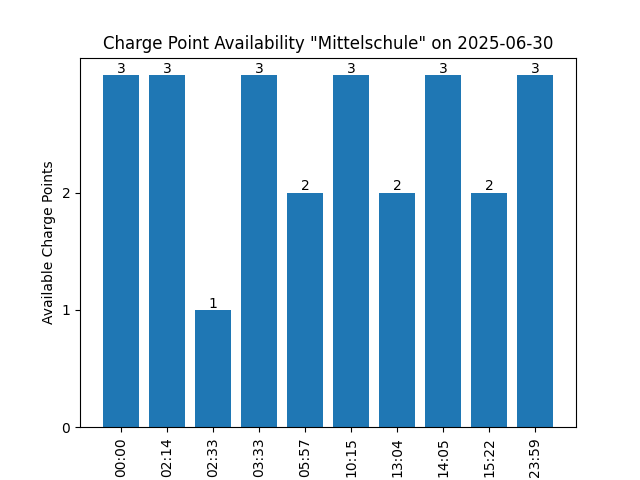 Charge Point Availability "Mittelschule" on 2025-06-30
3 3 1 3 2 3 2 3 2 3
Available Charge Points
2
1
0
00:00 02:14 02:33 03:33 05:57 10:15 13:04 14:05 15:22 23:59